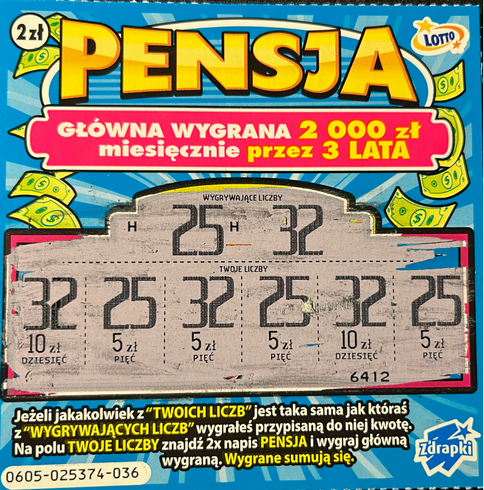 2 zł
PENSJA
LOTTO
GŁÓWNA WYGRANA 2 000 zł
miesięcznie przez 3 LATA
WYGRYWAJĄCE LICZBY
H 25 H 32
TWOJE LICZBY
32 25 32 25 32 25
10 zł 5 zł 5 zł 5 zł 10 zł 5 zł
DZIESIĘĆ PIĘĆ PIĘĆ PIĘĆ DZIESIĘĆ PIĘĆ
6412
Jeżeli jakakolwiek z "TWOICH LICZB" jest taka sama jak któraś
z "WYGRYWAJĄCYCH LICZB" wygrałeś przypisaną do niej kwotę.
Na polu TWOJE LICZBY znajdź 2x napis PENSJA i wygraj główną
wygraną. Wygrane sumują się.
Zdrapki
0605-025374-036